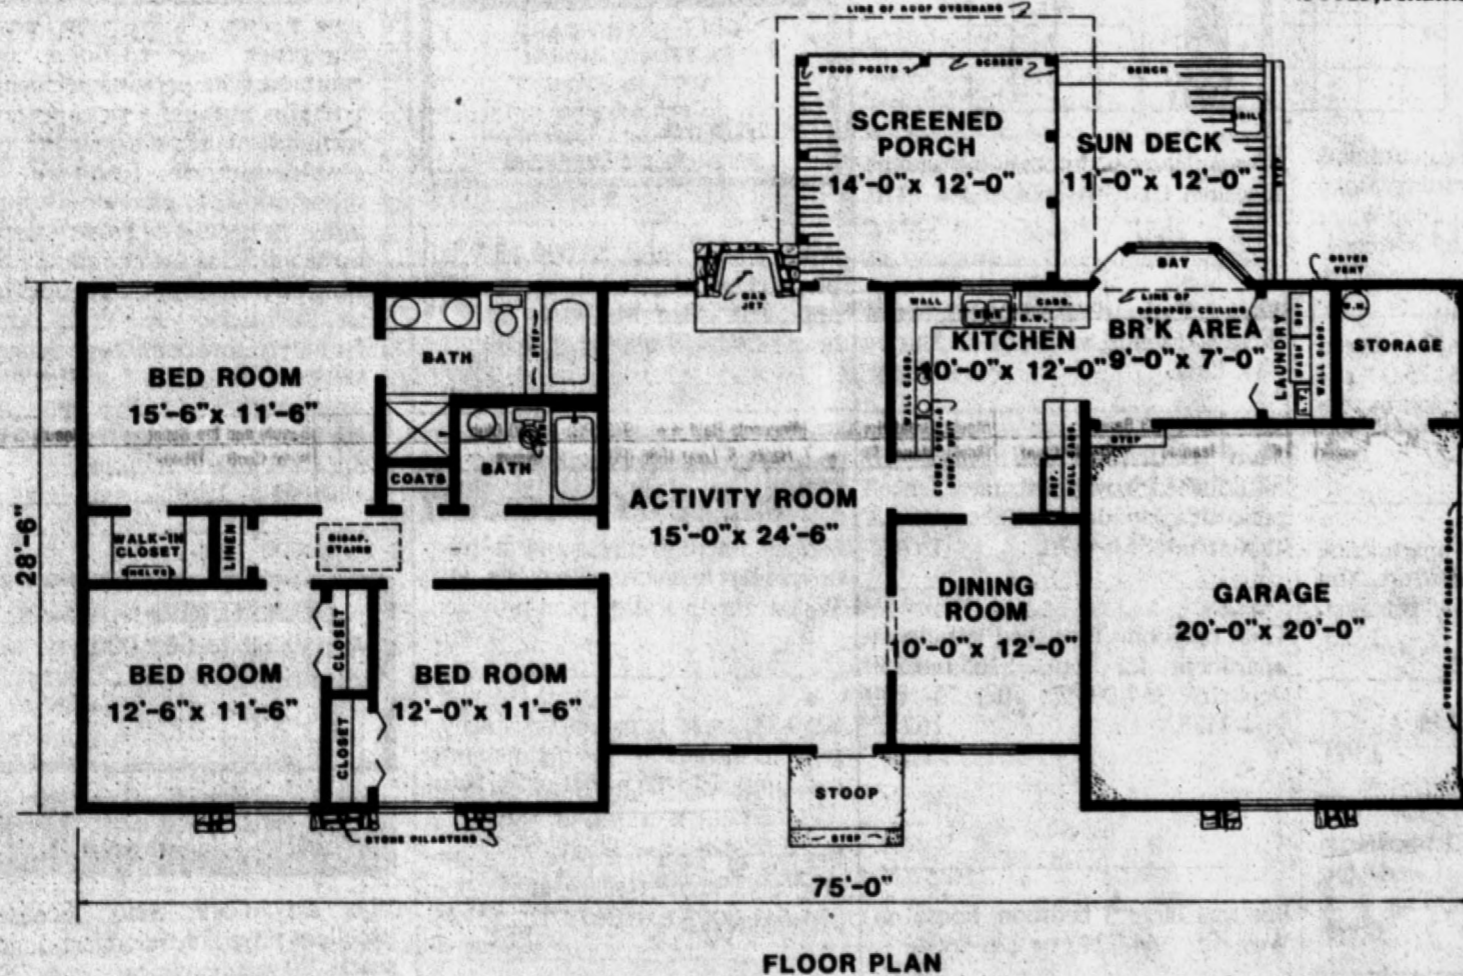 LINE OF ROOF OVERHANG
WOOD POSTS
SCREEN
BENCH
SCREENED
PORCH
14'-0" x 12'-0"
SUN DECK
11'-0" x 12'-0"
STEP
BAY
DRYER
VENT
GAS
JET
LINE OF
DROPPED CEILING
BED ROOM
15'-6" x 11'-6"
BATH
STEP
WALL
CABS.
D.W.
KITCHEN
10'-0" x 12'-0"
BR'K AREA
9'-0" x 7'-0"
LAUNDRY
DRY
WASH
WALL CABS.
STORAGE
WALL CABS.
COATS
BATH
ACTIVITY ROOM
15'-0" x 24'-6"
REF.
WALL CABS.
STEP
28'-6"
WALK-IN
CLOSET
SHELVES
LINEN
DISAP.
STAIRS
DINING
ROOM
10'-0" x 12'-0"
GARAGE
20'-0" x 20'-0"
OVERHEAD TYPE GARAGE DOOR
BED ROOM
12'-6" x 11'-6"
CLOSET
CLOSET
BED ROOM
12'-0" x 11'-6"
STOOP
STEP
STONE PILASTERS
75'-0"
FLOOR PLAN